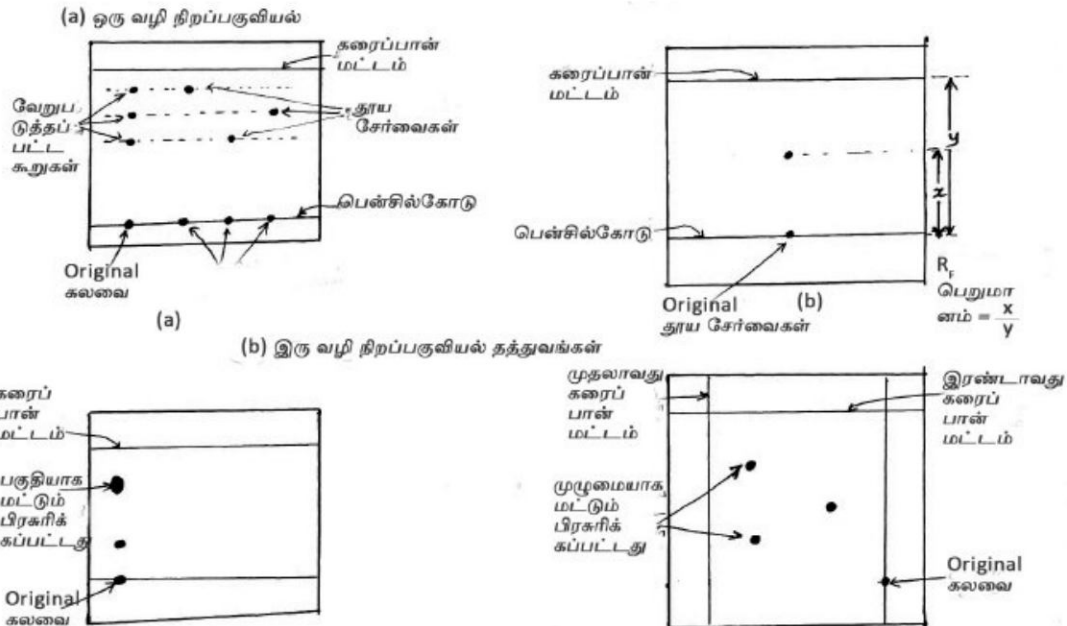 (a) ஒரு வழி நிறப்பகுவியல்
கரைப்பான்
மட்டம்
வேறுப
டுத்தப்
பட்ட
கூறுகள்
தூய
சேர்வைகள்
பென்சில்கோடு
Original
கலவை
(a)
கரைப்பான்
மட்டம்
y
x
பென்சில்கோடு
Original
தூய சேர்வைகள்
(b)
RF
பெறுமா
னம் = x
y
(b) இரு வழி நிறப்பகுவியல் தத்துவங்கள்
கரைப்
பான்
மட்டம்
பகுதியாக
மட்டும்
பிரசுரிக்
கப்பட்டது
Original
கலவை
முதலாவது
கரைப்
பான்
மட்டம்
இரண்டாவது
கரைப்
பான்
மட்டம்
முழுமையாக
மட்டும்
பிரசுரிக்
கப்பட்டது
Original
கலவை